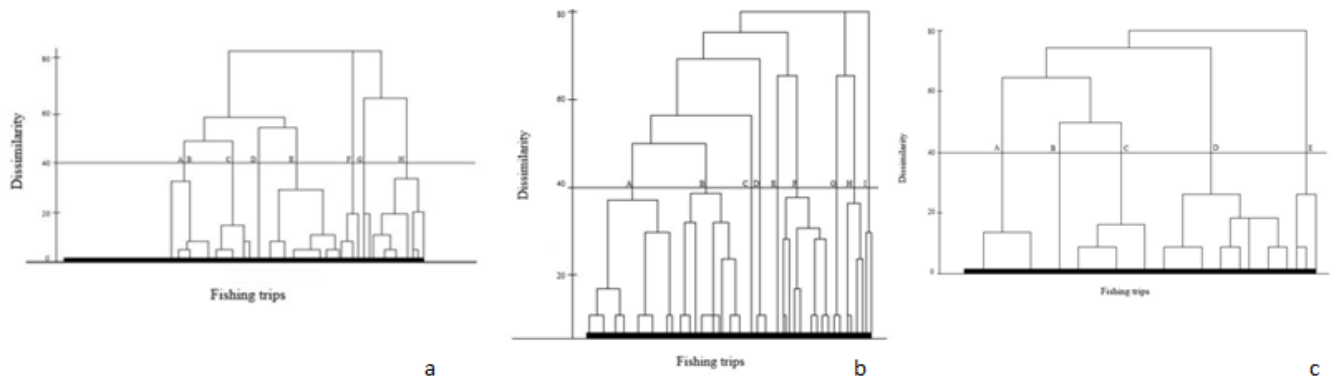 Dissimilarity
80
60
40
20
0
A B C D E F G H
Fishing trips
a
Dissimilarity
80
60
40
20
A B C D E F G H I
Fishing trips
b
Dissimilarity
80
60
40
20
0
A B C D E
Fishing trips
c